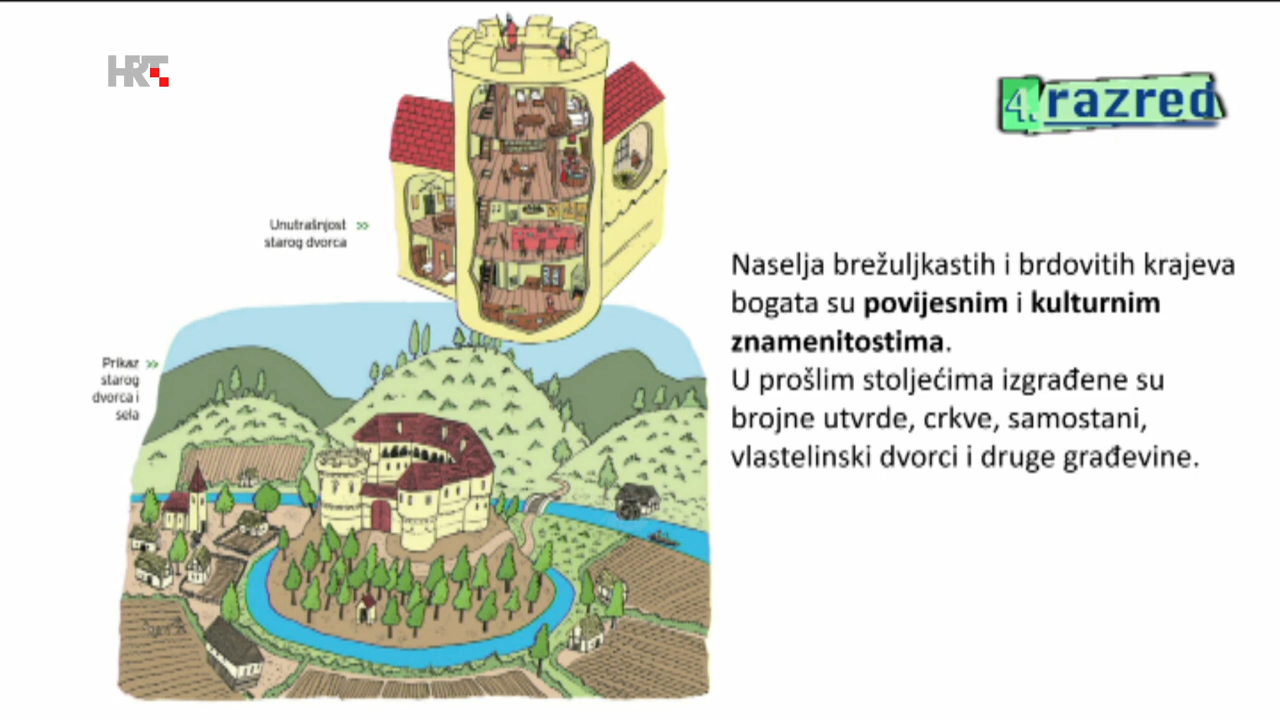 HRT
4. razred
Unutrašnjost
starog dvorca
Naselja brežuljkastih i brdovitih krajeva
bogata su povijesnim i kulturnim
znamenitostima.
U prošlim stoljećima izgrađene su
brojne utvrde, crkve, samostani,
vlastelinski dvorci i druge građevine.
Prikaz
starog
dvorca i
sela